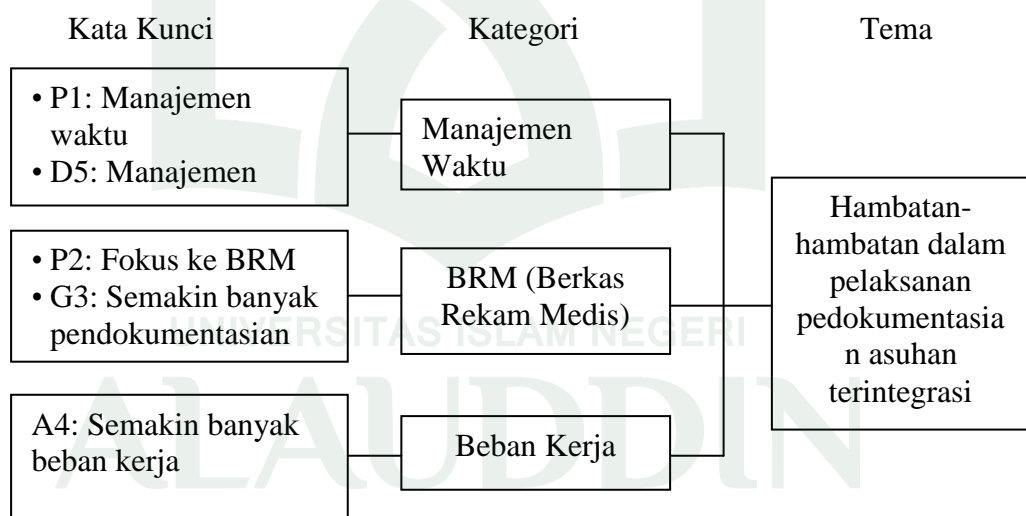 Kata Kunci
Kategori
Tema
• P1: Manajemen
waktu
• D5: Manajemen
Manajemen
Waktu
• P2: Fokus ke BRM
• G3: Semakin banyak
pendokumentasian
BRM (Berkas
Rekam Medis)
A4: Semakin banyak
beban kerja
Beban Kerja
Hambatan-
hambatan dalam
pelaksanan
pedokumentasia
n asuhan
terintegrasi
UNIVERSITAS ISLAM NEGERI
ALAUDDIN